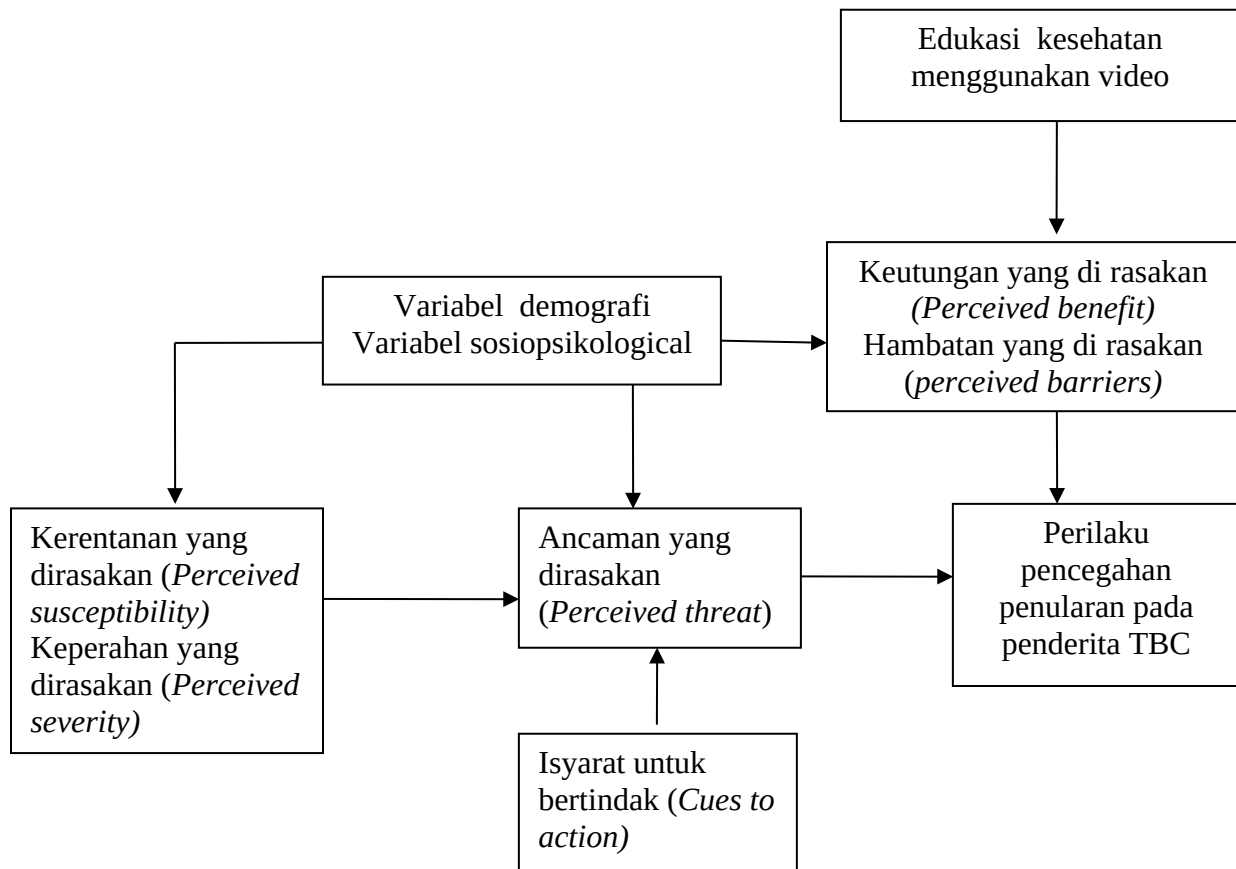 Edukasi kesehatan
menggunakan video
Keutungan yang di rasakan
(Perceived benefit)
Hambatan yang di rasakan
(perceived barriers)
Variabel demografi
Variabel sosiopsikological
Kerentanan yang
dirasakan (Perceived
susceptibility)
Keperahan yang
dirasakan (Perceived
severity)
Ancaman yang
dirasakan
(Perceived threat)
Perilaku
pencegahan
penularan pada
penderita TBC
Isyarat untuk
bertindak (Cues to
action)